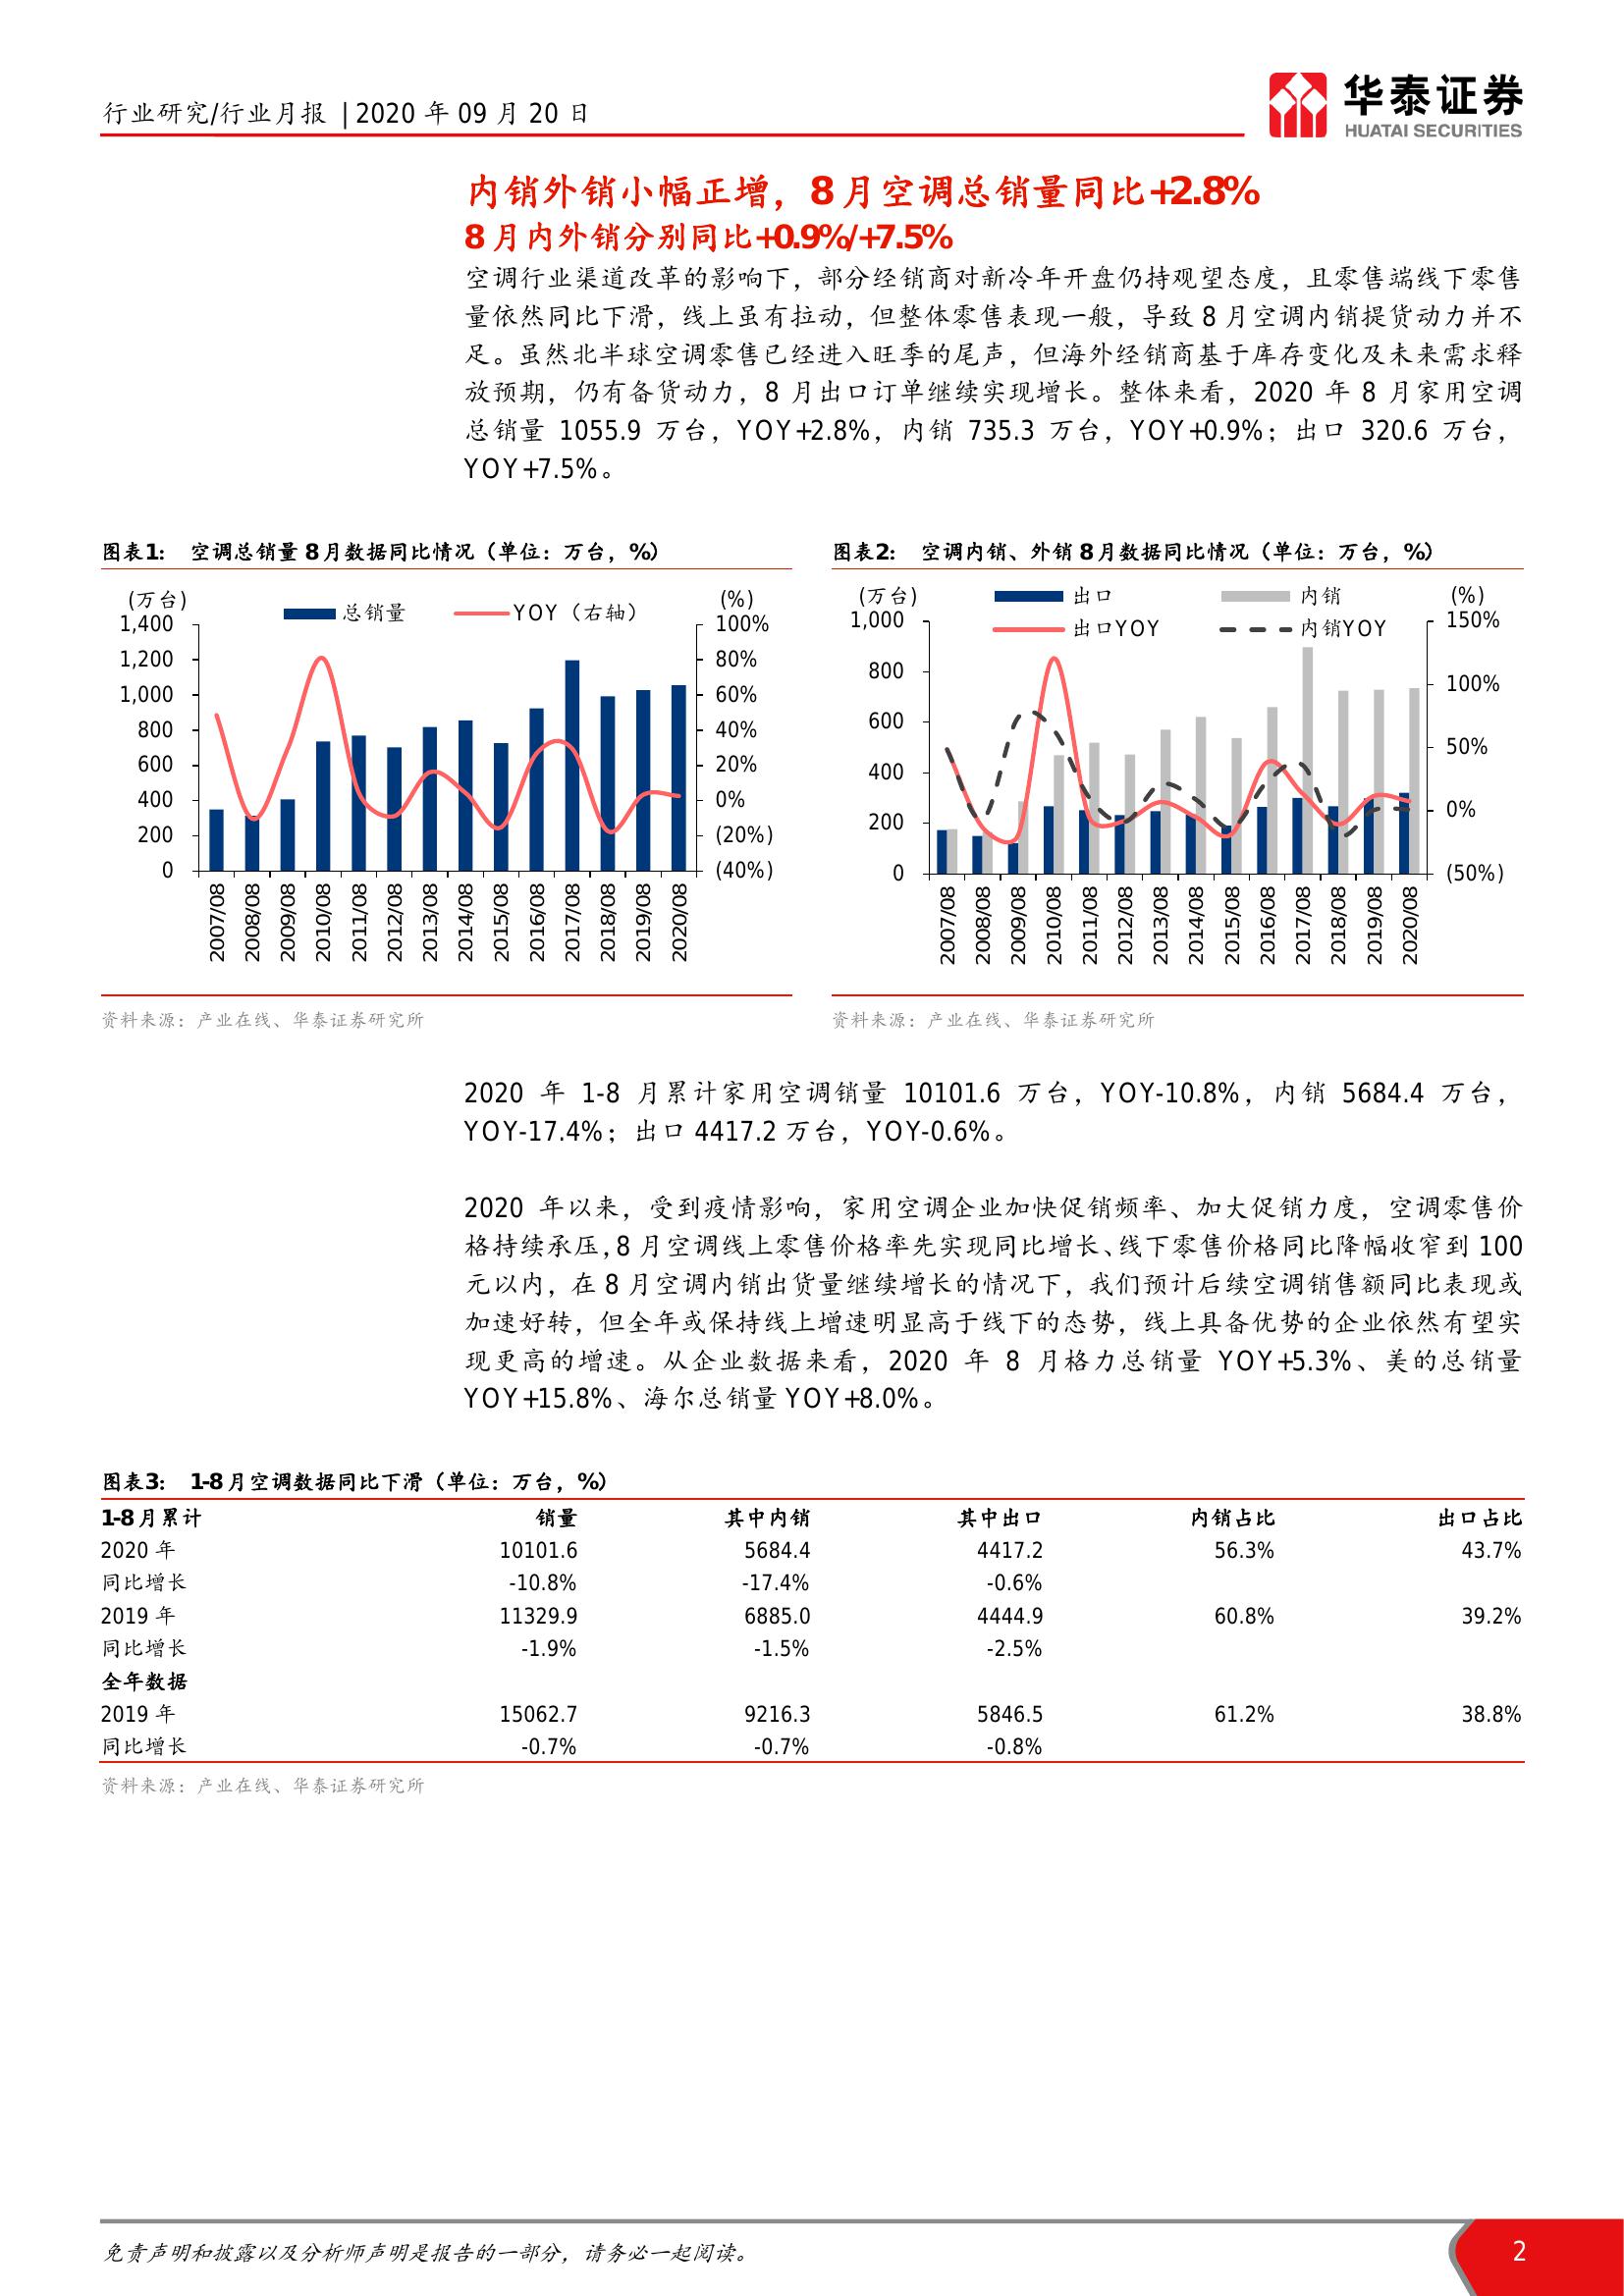 行业研究/行业月报 | 2020 年 09 月 20 日
华泰证券
HUATAI SECURITIES
内销外销小幅正增，8 月空调总销量同比+2.8%
8 月内外销分别同比+0.9%/+7.5%
空调行业渠道改革的影响下，部分经销商对新冷年开盘仍持观望态度，且零售端线下零售
量依然同比下滑，线上虽有拉动，但整体零售表现一般，导致 8 月空调内销提货动力并不
足。虽然北半球空调零售已经进入旺季的尾声，但海外经销商基于库存变化及未来需求释
放预期，仍有备货动力，8 月出口订单继续实现增长。整体来看，2020 年 8 月家用空调
总销量 1055.9 万台，YOY+2.8%，内销 735.3 万台，YOY+0.9%；出口 320.6 万台，
YOY+7.5%。
图表1： 空调总销量 8 月数据同比情况（单位：万台，%）
(万台)
总销量
YOY（右轴）
(%)
1,400
1,200
1,000
800
600
400
200
0
100%
80%
60%
40%
20%
0%
(20%)
(40%)
2007/08
2008/08
2009/08
2010/08
2011/08
2012/08
2013/08
2014/08
2015/08
2016/08
2017/08
2018/08
2019/08
2020/08
资料来源：产业在线、华泰证券研究所
图表2： 空调内销、外销 8 月数据同比情况（单位：万台，%）
(万台)
出口
内销
出口YOY
内销YOY
(%)
1,000
800
600
400
200
0
150%
100%
50%
0%
(50%)
2007/08
2008/08
2009/08
2010/08
2011/08
2012/08
2013/08
2014/08
2015/08
2016/08
2017/08
2018/08
2019/08
2020/08
资料来源：产业在线、华泰证券研究所
2020 年 1-8 月累计家用空调销量 10101.6 万台，YOY-10.8%，内销 5684.4 万台，
YOY-17.4%；出口 4417.2 万台，YOY-0.6%。
2020 年以来，受到疫情影响，家用空调企业加快促销频率、加大促销力度，空调零售价
格持续承压，8 月空调线上零售价格率先实现同比增长、线下零售价格同比降幅收窄到 100
元以内，在 8 月空调内销出货量继续增长的情况下，我们预计后续空调销售额同比表现或
加速好转，但全年或保持线上增速明显高于线下的态势，线上具备优势的企业依然有望实
现更高的增速。从企业数据来看，2020 年 8 月格力总销量 YOY+5.3%、美的总销量
YOY+15.8%、海尔总销量 YOY+8.0%。
图表3： 1-8 月空调数据同比下滑（单位：万台，%）
1-8 月累计 销量 其中内销 其中出口 内销占比 出口占比
2020 年 10101.6 5684.4 4417.2 56.3% 43.7%
同比增长 -10.8% -17.4% -0.6%
2019 年 11329.9 6885.0 4444.9 60.8% 39.2%
同比增长 -1.9% -1.5% -2.5%
全年数据
2019 年 15062.7 9216.3 5846.5 61.2% 38.8%
同比增长 -0.7% -0.7% -0.8%
资料来源：产业在线、华泰证券研究所
免责声明和披露以及分析师声明是报告的一部分，请务必一起阅读。
2